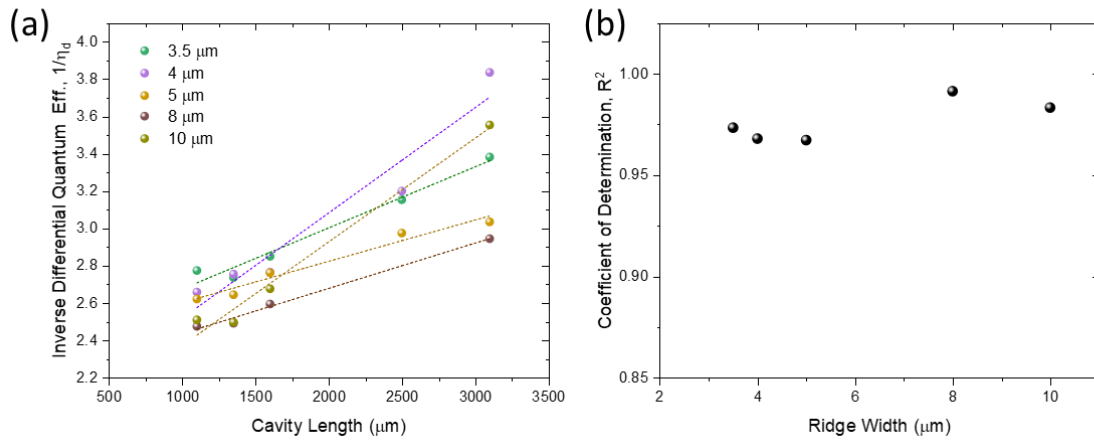 (a)
Inverse Differential Quantum Eff., 1/ηd
4.0
3.8
3.6
3.4
3.2
3.0
2.8
2.6
2.4
2.2
3.5 μm
4 μm
5 μm
8 μm
10 μm
500
1000
1500
2000
2500
3000
3500
Cavity Length (μm)
(b)
Coefficient of Determination, R²
1.00
0.95
0.90
0.85
2
4
6
8
10
Ridge Width (μm)